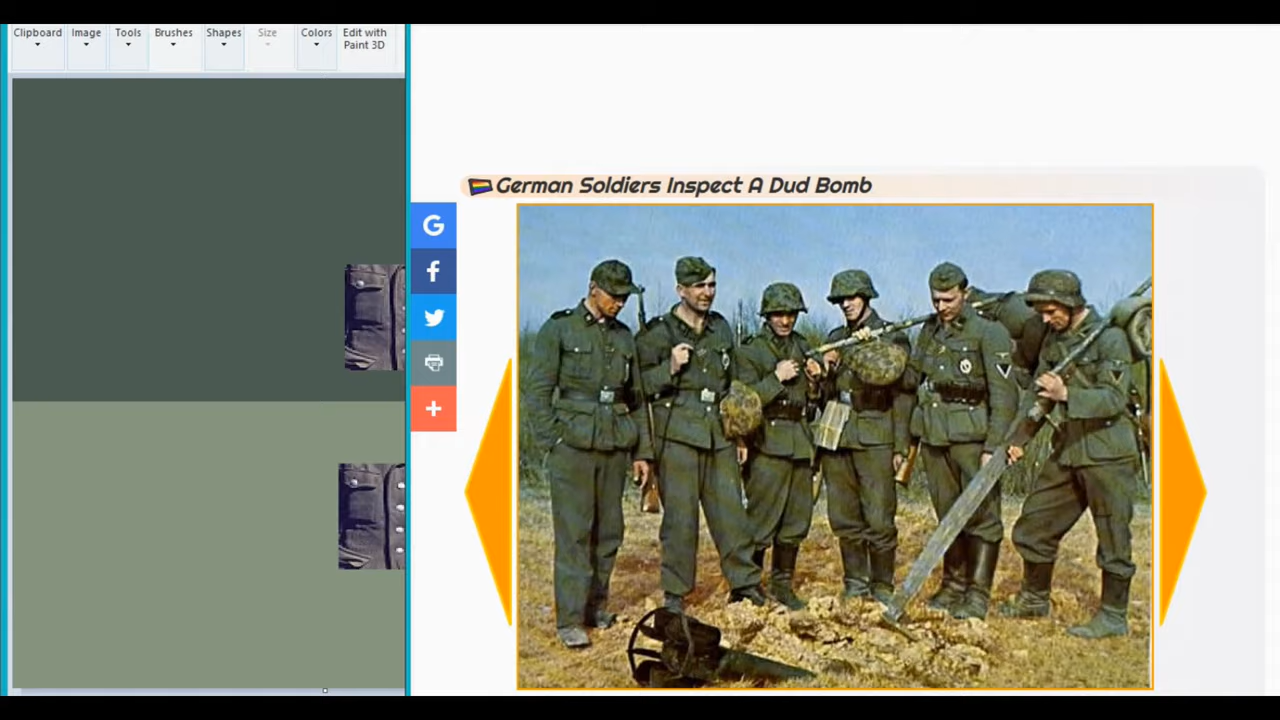 Clipboard
Image
Tools
Brushes
Shapes
Size
Colors
Edit with
Paint 3D
German Soldiers Inspect A Dud Bomb
G
f
+